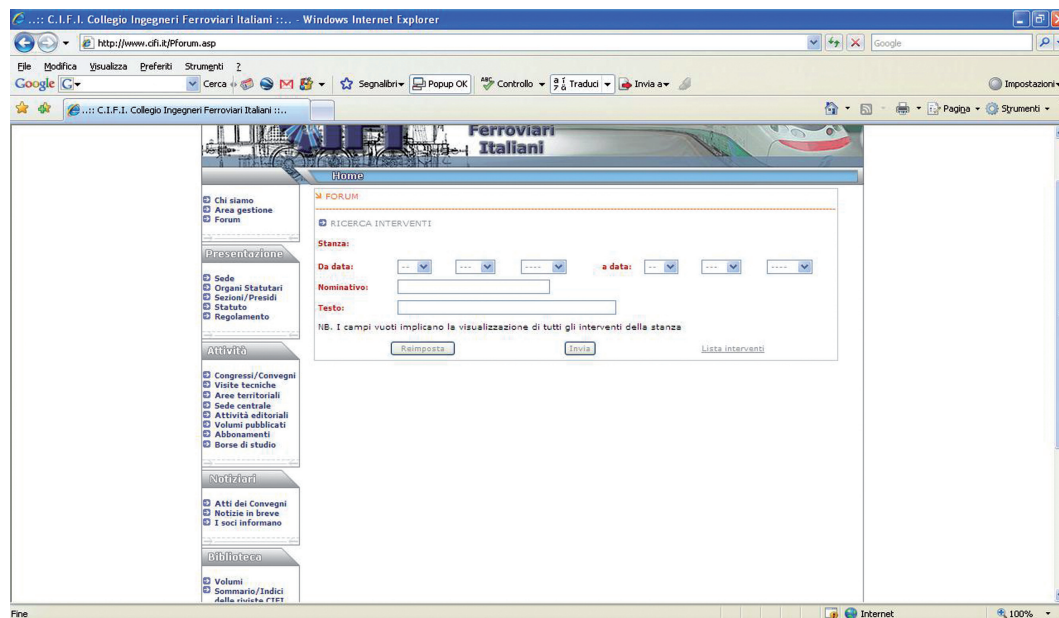 ..:: C.I.F.I. Collegio Ingegneri Ferroviari Italiani ::.. - Windows Internet Explorer
http://www.cifi.it/Pforum.asp
Google
File Modifica Visualizza Preferiti Strumenti ?
Google G Cerca Segnalibri Popup OK Controllo Traduci Invia a Impostazioni
..:: C.I.F.I. Collegio Ingegneri Ferroviari Italiani ::.. Pagina Strumenti
Ferroviari
Italiani
Home
Chi siamo
Area gestione
Forum
Presentazione
Sede
Organi Statutari
Sezioni/Presidi
Statuto
Regolamento
Attività
Congressi/Convegni
Visite tecniche
Aree territoriali
Sede centrale
Attività editoriali
Volumi pubblicati
Abbonamenti
Borse di studio
Notiziari
Atti dei Convegni
Notizie in breve
I soci informano
Biblioteca
Volumi
Sommario/Indici
delle riviste CIFI
FORUM
RICERCA INTERVENTI
Stanza:
Da data: -- --- ---- a data: -- --- ----
Nominativo:
Testo:
NB. I campi vuoti implicano la visualizzazione di tutti gli interventi della stanza
Reimposta Invia Lista interventi
Fine Internet 100%